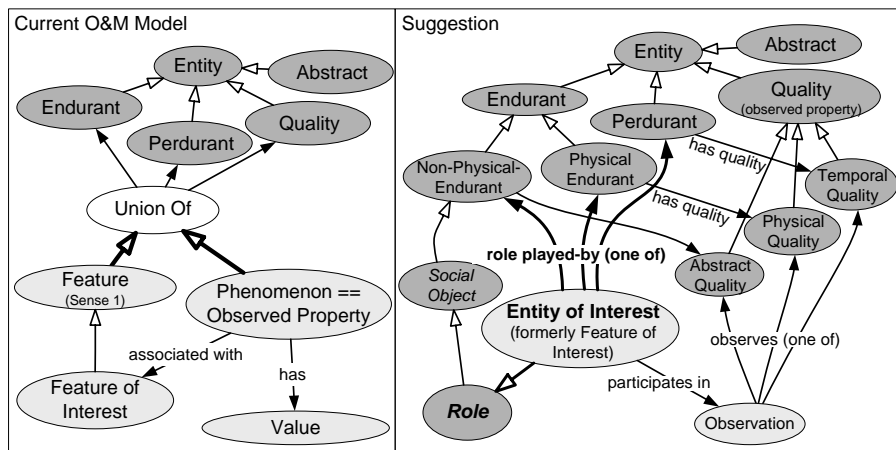 Current O&M Model
Entity
Abstract
Endurant
Perdurant
Quality
Union Of
Feature
(Sense 1)
Phenomenon ==
Observed Property
associated with
has
Feature of
Interest
Value
Suggestion
Entity
Abstract
Endurant
Quality
(observed property)
Perdurant
Non-Physical-
Endurant
Physical
Endurant
has quality
Temporal
Quality
has quality
Physical
Quality
role played-by (one of)
Abstract
Quality
Social
Object
Entity of Interest
(formerly Feature of
Interest)
observes (one of)
participates in
Role
Observation